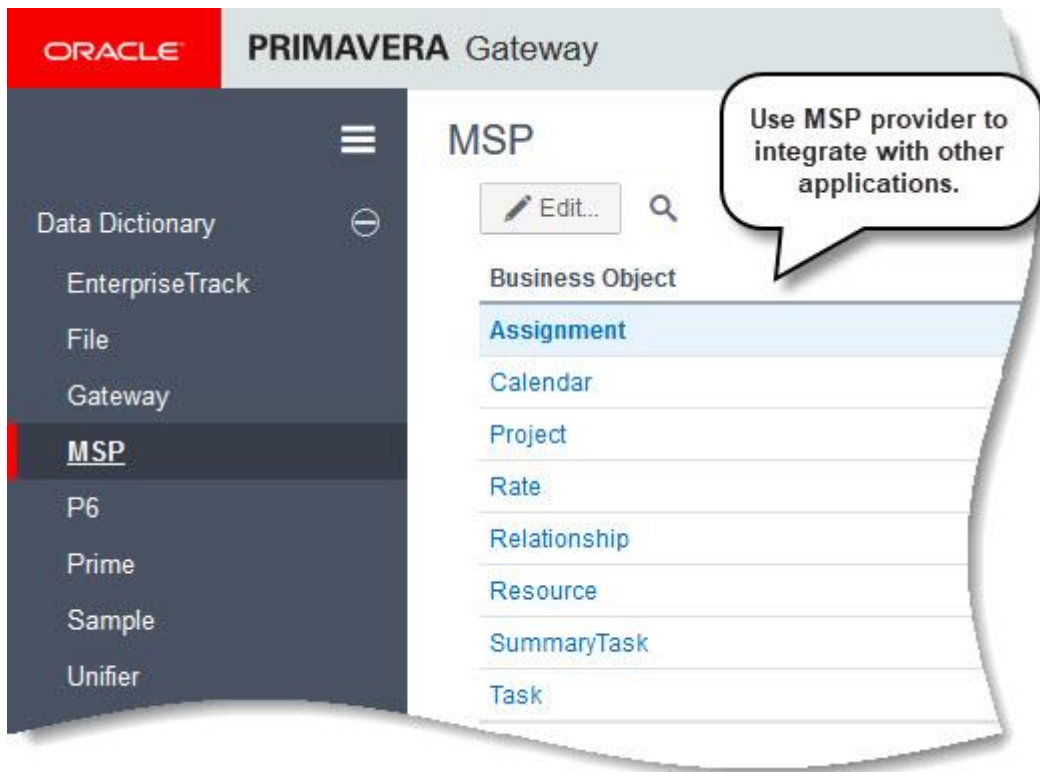 ORACLE
PRIMAVERA Gateway
Data Dictionary
EnterpriseTrack
File
Gateway
MSP
P6
Prime
Sample
Unifier
MSP
Edit...
Use MSP provider to
integrate with other
applications.
Business Object
Assignment
Calendar
Project
Rate
Relationship
Resource
SummaryTask
Task